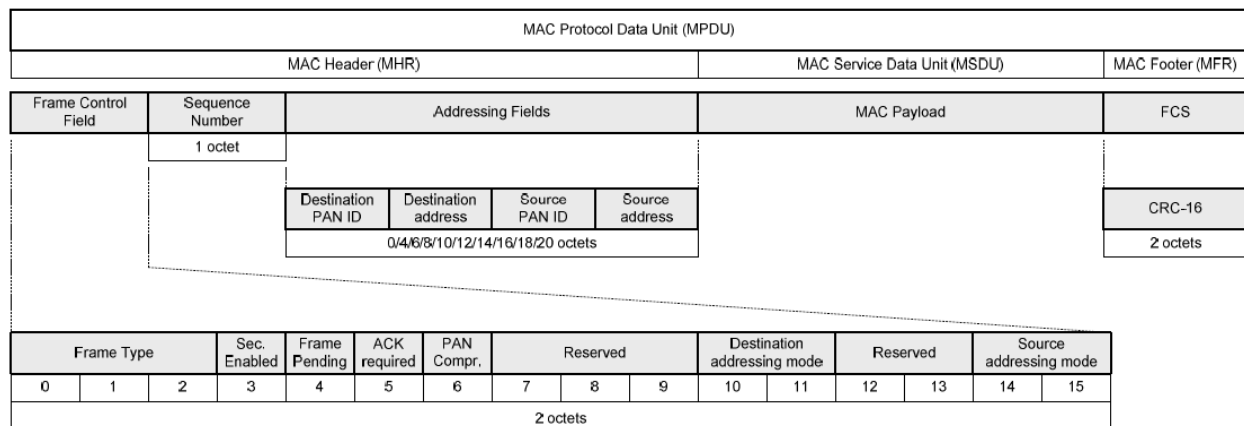 MAC Protocol Data Unit (MPDU)
MAC Header (MHR) MAC Service Data Unit (MSDU) MAC Footer (MFR)
Frame Control Field Sequence Number Addressing Fields MAC Payload FCS
1 octet
Destination PAN ID Destination address Source PAN ID Source address CRC-16
0/4/6/8/10/12/14/16/18/20 octets 2 octets
Frame Type Sec. Enabled Frame Pending ACK required PAN Compr. Reserved Destination addressing mode Reserved Source addressing mode
0 1 2 3 4 5 6 7 8 9 10 11 12 13 14 15
2 octets